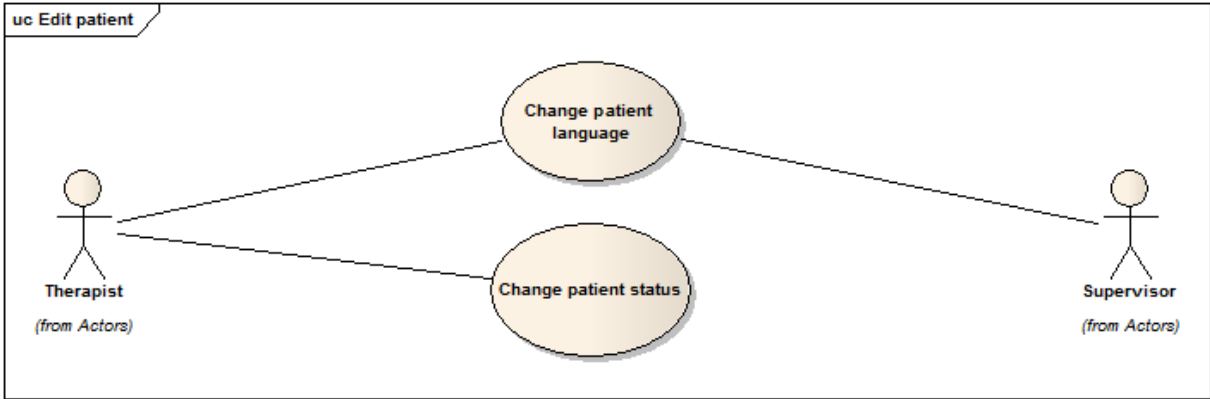 uc Edit patient
Change patient
language
Change patient status
Therapist
(from Actors)
Supervisor
(from Actors)